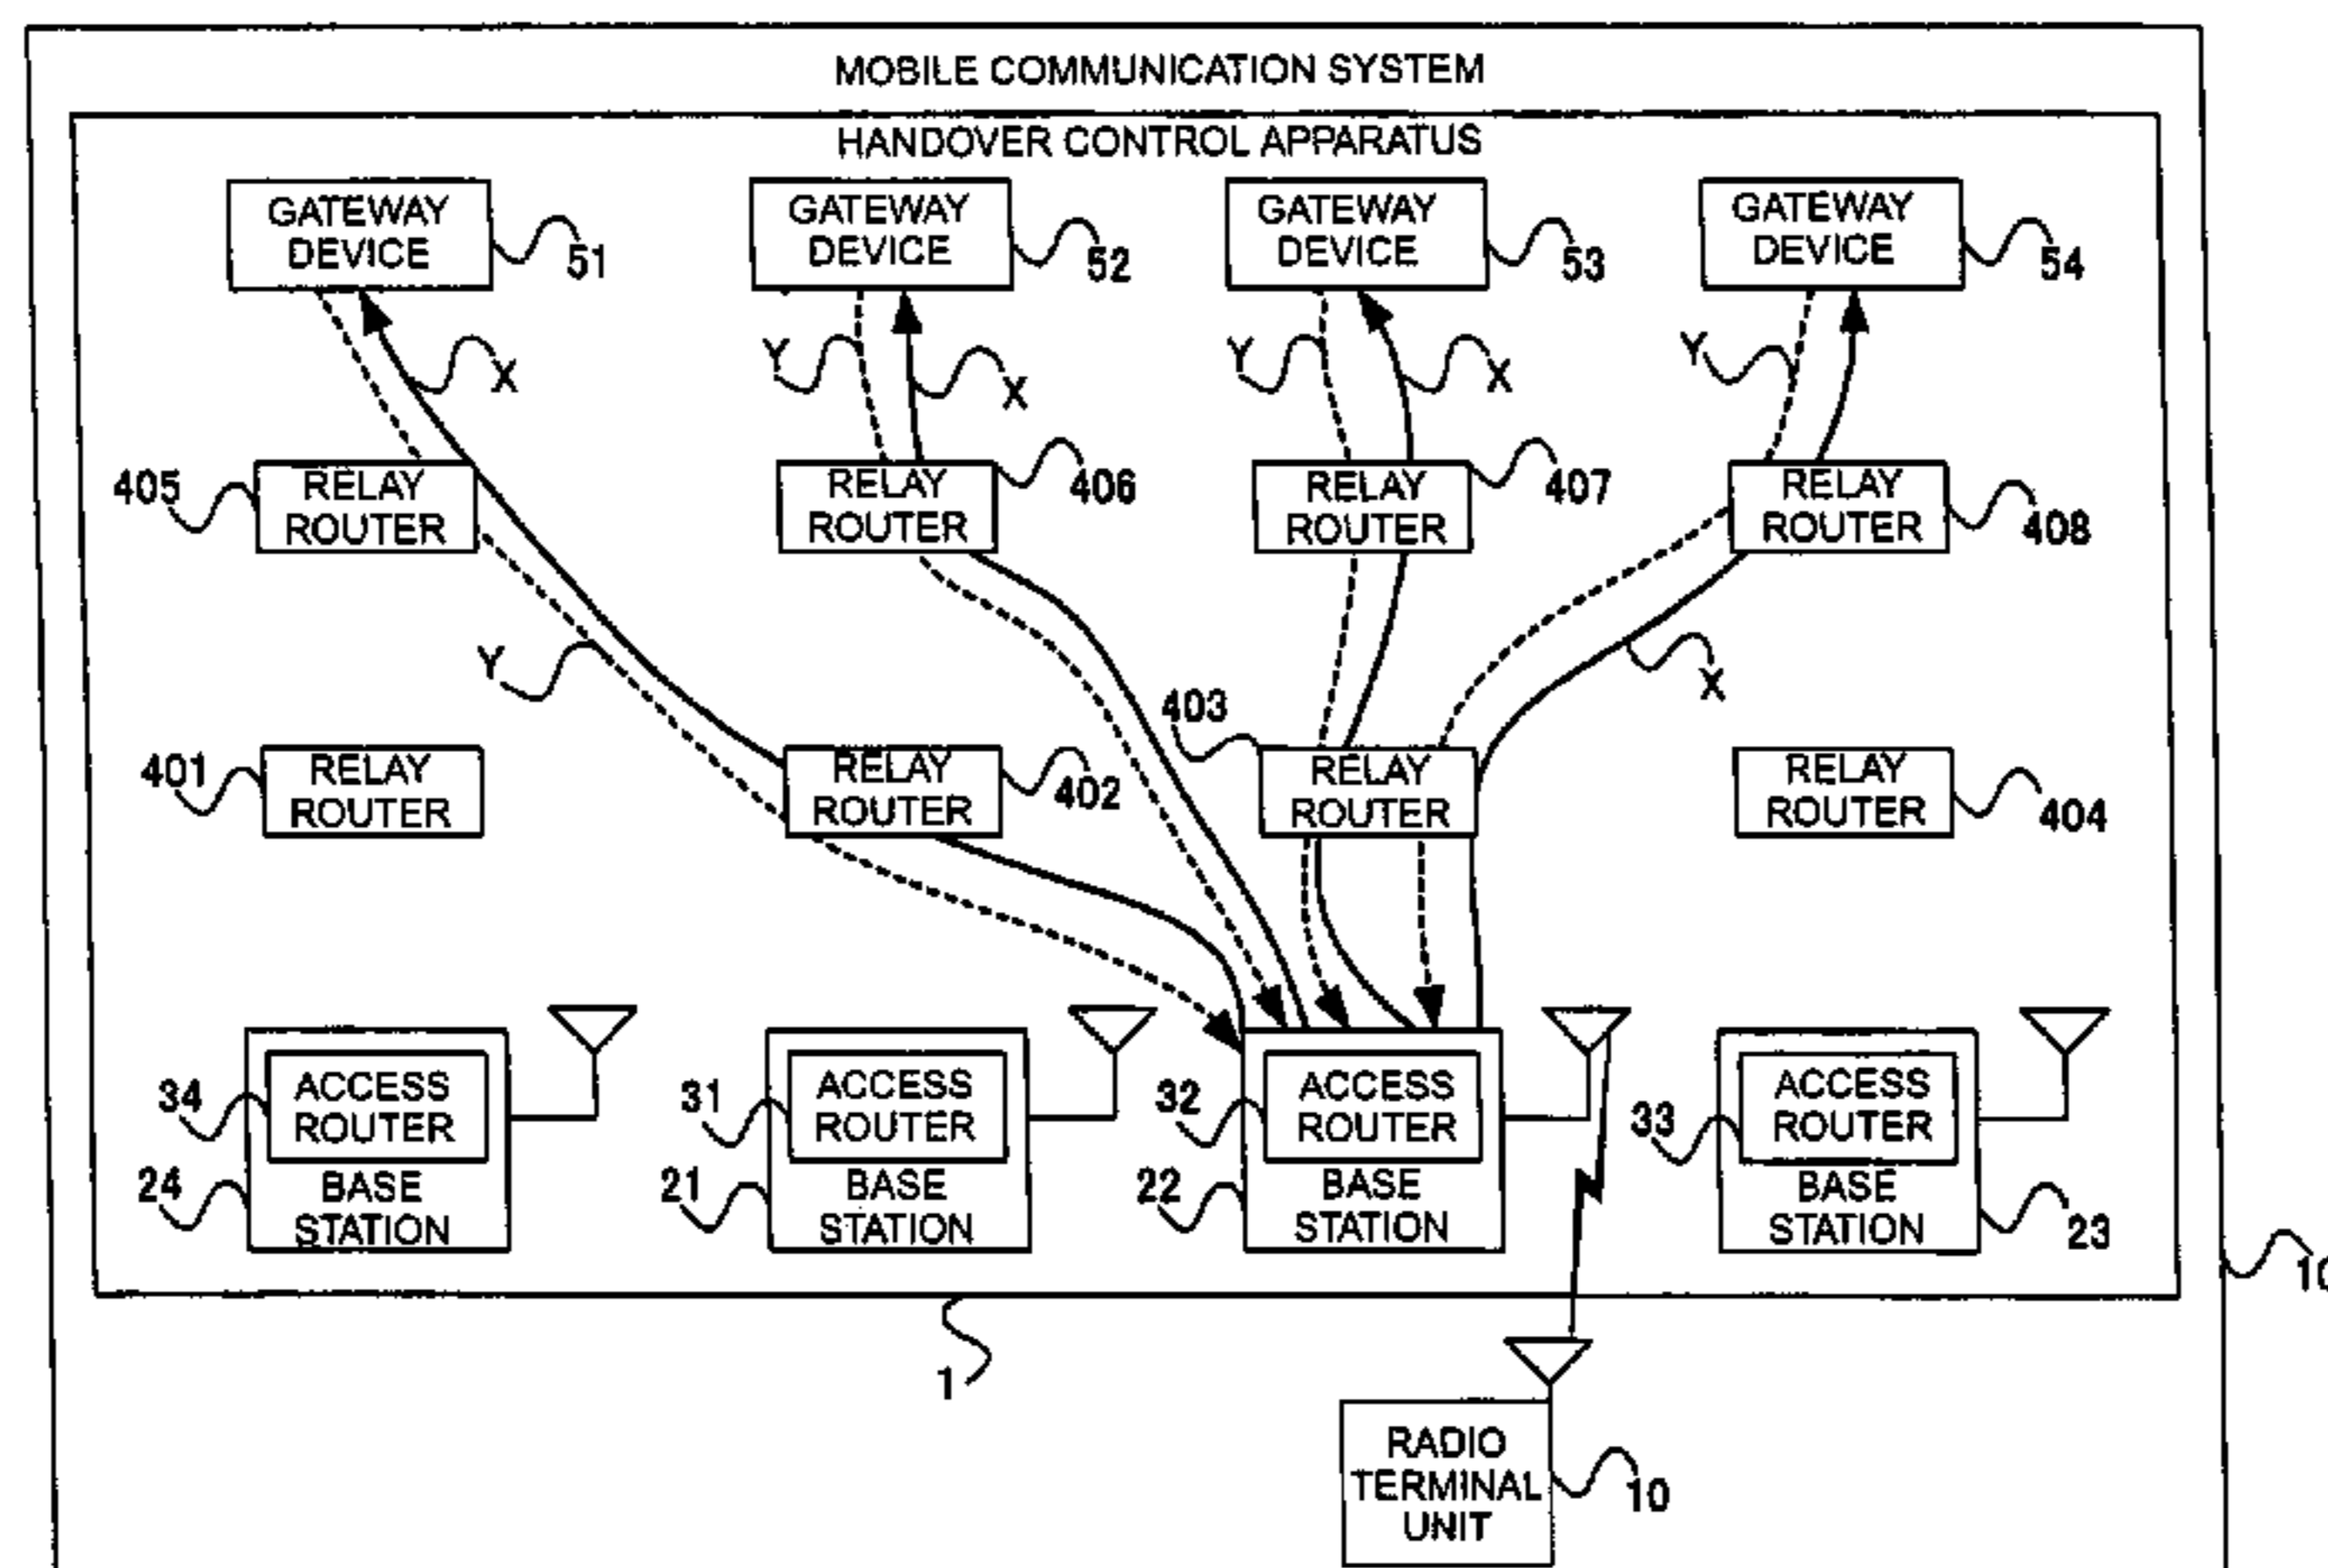 MOBILE COMMUNICATION SYSTEM
HANDOVER CONTROL APPARATUS
GATEWAY
DEVICE
51
GATEWAY
DEVICE
52
GATEWAY
DEVICE
53
GATEWAY
DEVICE
54
X
Y
X
Y
X
Y
405
RELAY
ROUTER
RELAY
ROUTER
406
RELAY
ROUTER
407
RELAY
ROUTER
408
Y
X
401
RELAY
ROUTER
RELAY
ROUTER
402
403
RELAY
ROUTER
RELAY
ROUTER
404
34
ACCESS
ROUTER
24
BASE
STATION
31
ACCESS
ROUTER
21
BASE
STATION
32
ACCESS
ROUTER
22
BASE
STATION
33
ACCESS
ROUTER
BASE
STATION
23
1
RADIO
TERMINAL
UNIT
10